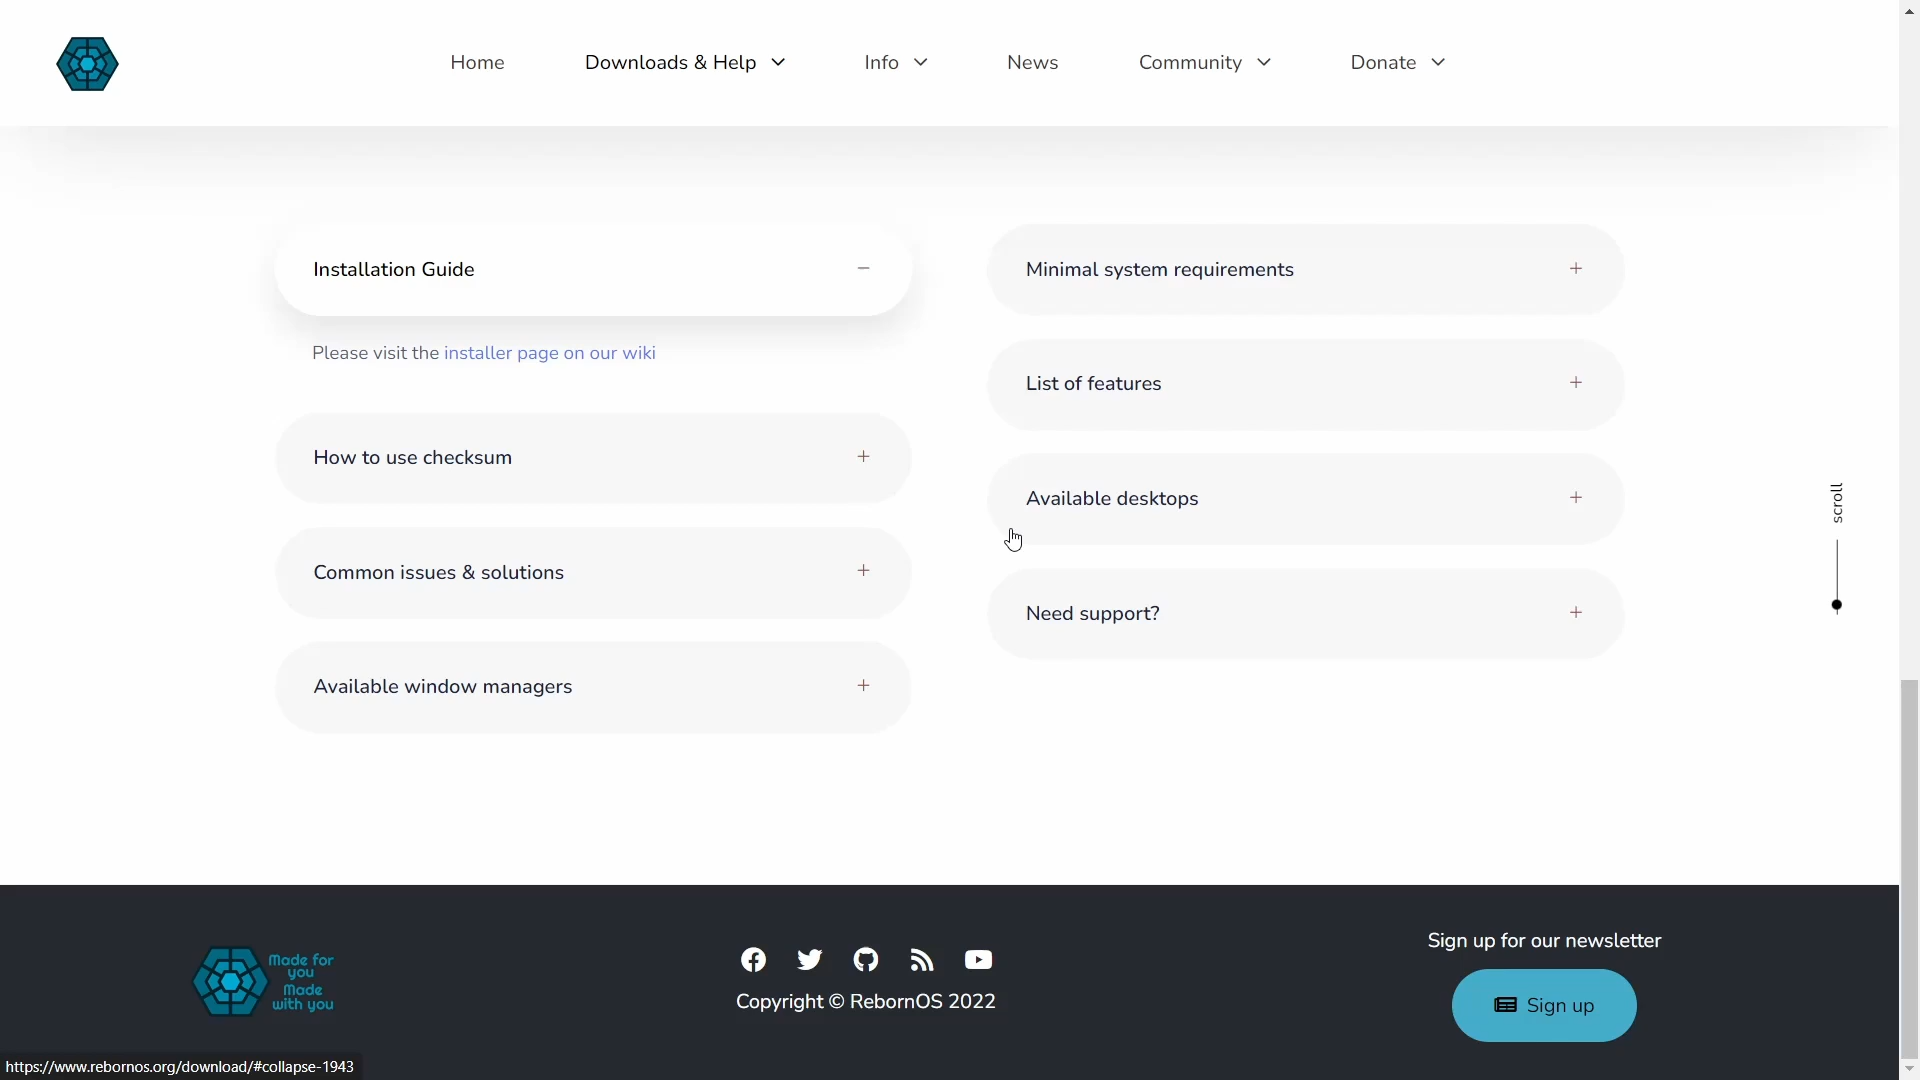 Home
Downloads & Help
Info
News
Community
Donate
Installation Guide
Please visit the installer page on our wiki
How to use checksum
Common issues & solutions
Available window managers
Minimal system requirements
List of features
Available desktops
Need support?
scroll
Made for
you
Made
with you
Copyright © RebornOS 2022
Sign up for our newsletter
Sign up
https://www.rebornos.org/download/#collapse-1943